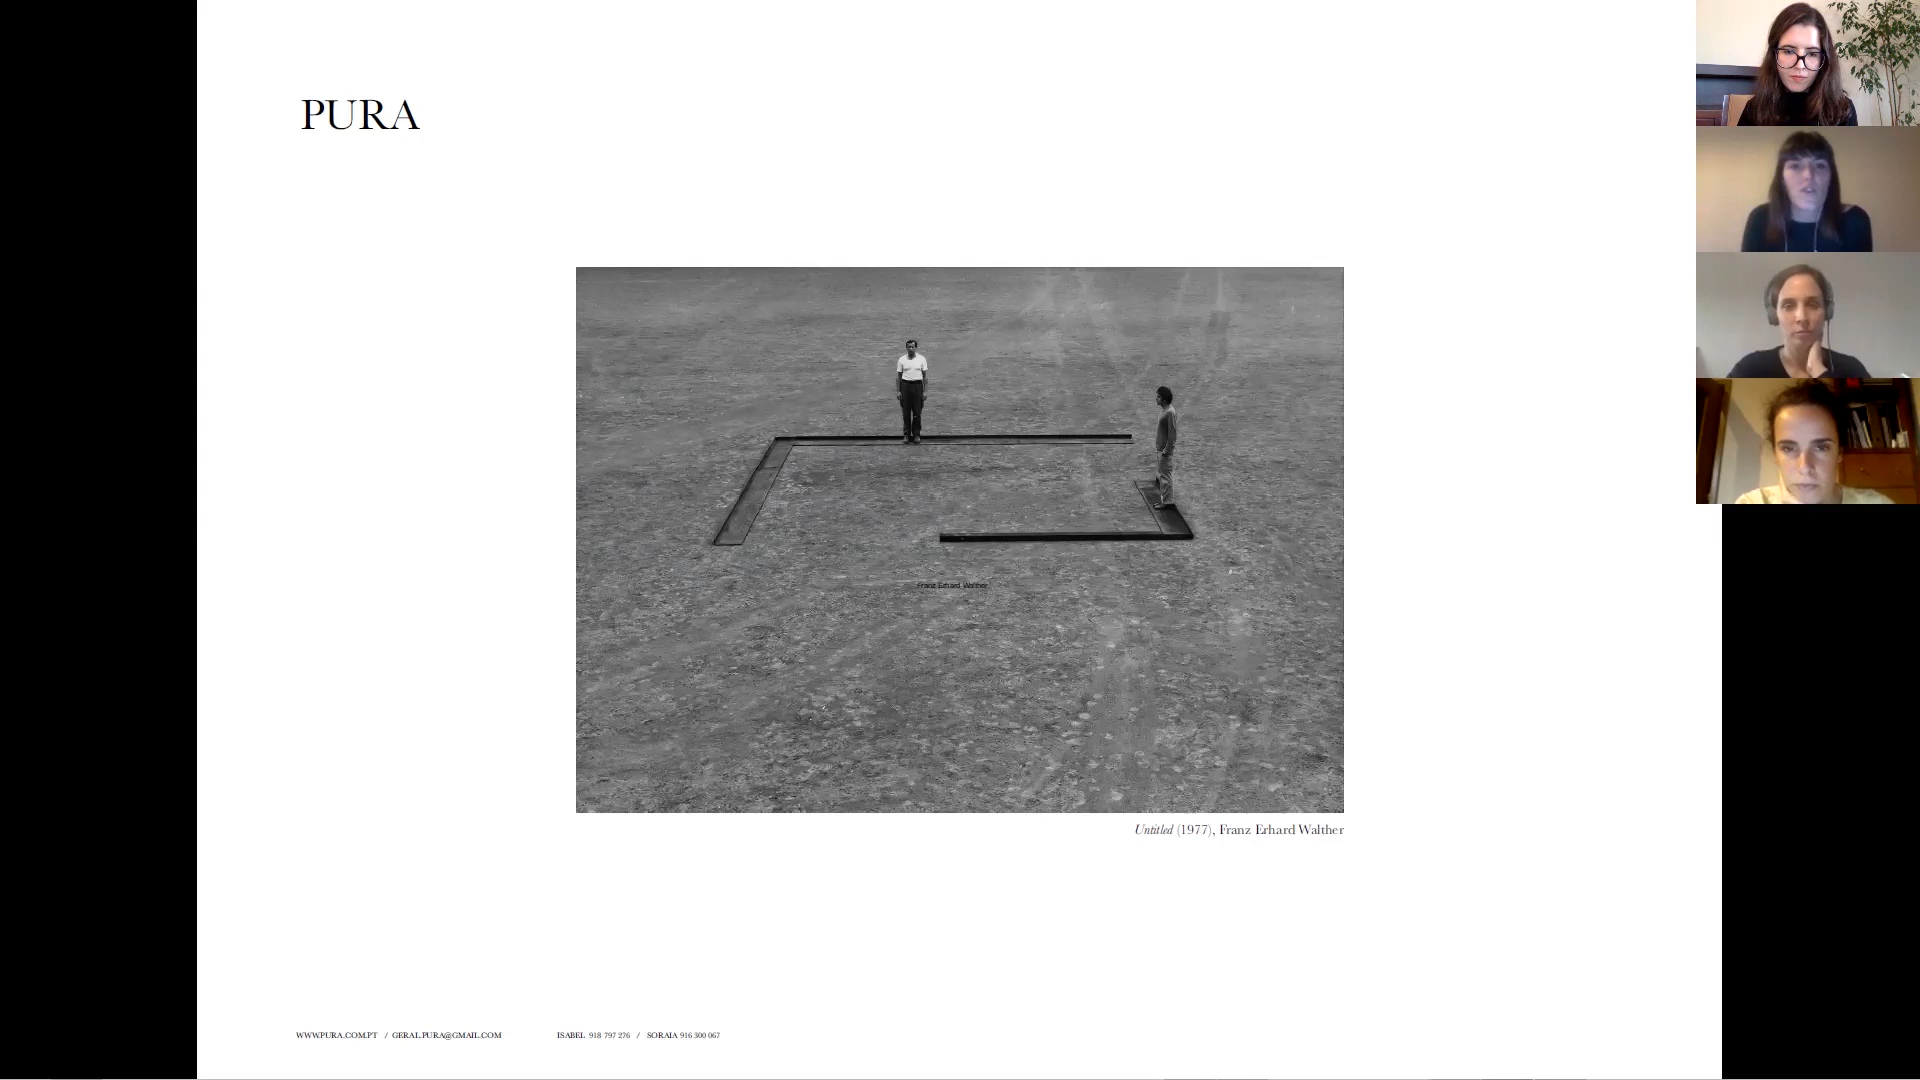 PURA
Franz Erhard Walther
Untitled (1977), Franz Erhard Walther
WWW.PURA.COM.PT / GERAL.PURA@GMAIL.COM ISABEL 918 797 276 / SORAIA 916 300 067